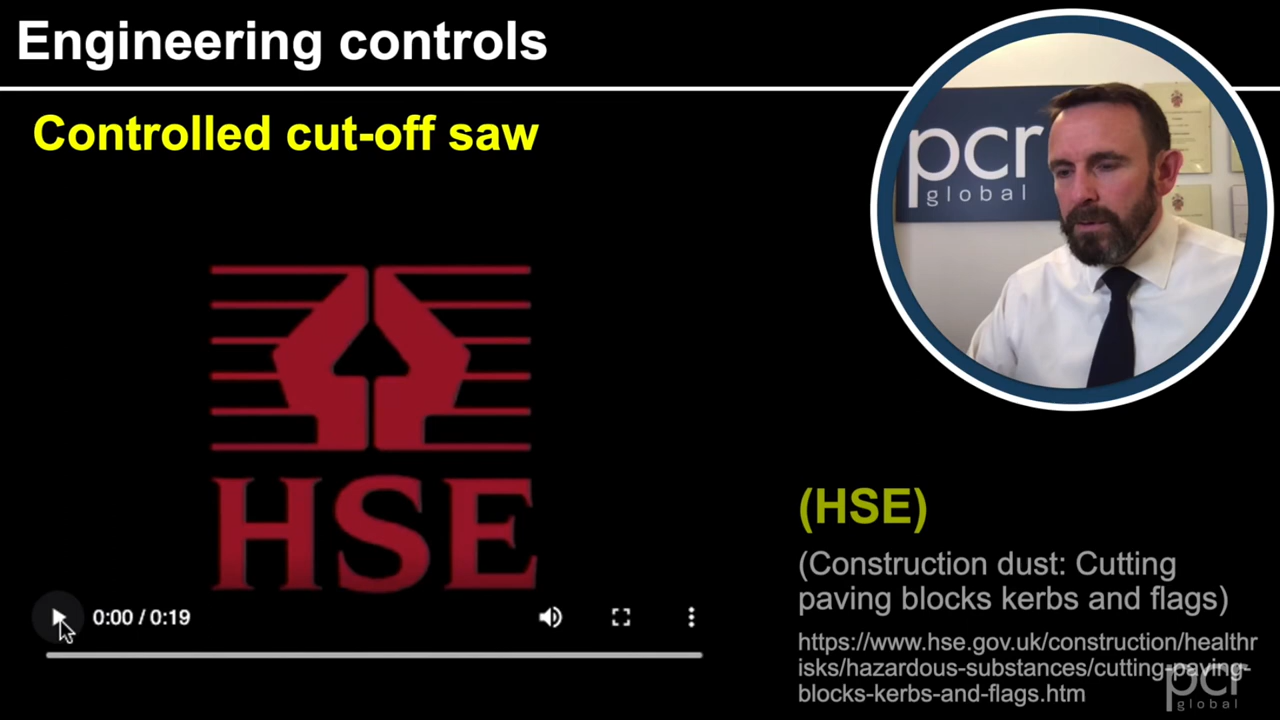 Engineering controls
Controlled cut-off saw
pcr
global
HSE
0:00 / 0:19
(HSE)
(Construction dust: Cutting
paving blocks kerbs and flags)
https://www.hse.gov.uk/construction/healthr
isks/hazardous-substances/cutting-paving-
blocks-kerbs-and-flags.htm
pcr
global